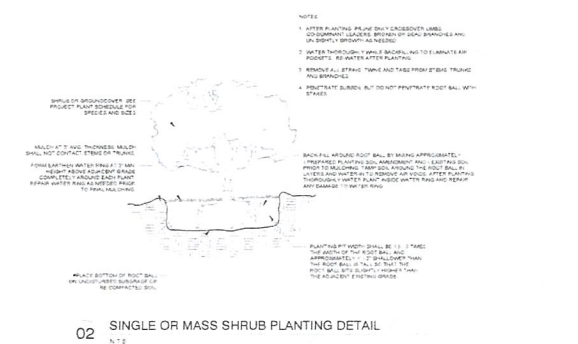 NOTES
1 AFTER PLANTING PRUNE ONLY CROSSOVER LIMBS,
CO-DOMINANT LEADERS, BROKEN OR DEAD BRANCHES AND
UNSIGHTLY GROWTH AS NEEDED
2 WATER THOROUGHLY WHILE BACKFILLING TO ELIMINATE AIR
POCKETS. RE-WATER AFTER PLANTING
3 REMOVE ALL STAKES TWINE AND TAGS FROM STEMS, TRUNKS
AND BRANCHES
4 PENETRATE SUBSOIL BUT DO NOT PENETRATE ROOT BALL WITH
STAKES
SHRUB OR GROUNDCOVER SEE
PROJECT PLANT SCHEDULE FOR
SPECIES AND SIZES
MULCH AT 3" AVG. THICKNESS. MULCH
SHALL NOT CONTACT STEMS OR TRUNKS
FORM EARTHEN WATER RING AT 3" MIN
HEIGHT ABOVE ADJACENT GRADE
COMPLETELY AROUND EACH PLANT
REPAIR WATER RING AS NEEDED PRIOR
TO FINAL MULCHING
BACKFILL AROUND ROOT BALL BY MIXING APPROXIMATELY
PREPARED PLANTING SOIL AMENDMENT AND EXISTING SOIL
PRIOR TO MULCHING. TAMP SOIL AROUND THE ROOT BALL IN
LAYERS AND WATER-IN TO REMOVE AIR VOIDS. AFTER PLANTING
THOROUGHLY WATER PLANT INSIDE WATER RING AND REPAIR
ANY DAMAGE TO WATER RING
PLANTING PIT WIDTH SHALL BE TIMES
THE WIDTH OF THE ROOT BALL AND
APPROXIMATELY SHALLOWER THAN
THE ROOT BALL IS TALL SO THAT THE
ROOT BALL SITS SLIGHTLY HIGHER THAN
THE ADJACENT EXISTING GRADE
PLACE BOTTOM OF ROOT BALL
ON UNDISTURBED SUBGRADE OR
RE-COMPACTED SOIL
02 SINGLE OR MASS SHRUB PLANTING DETAIL
NTS